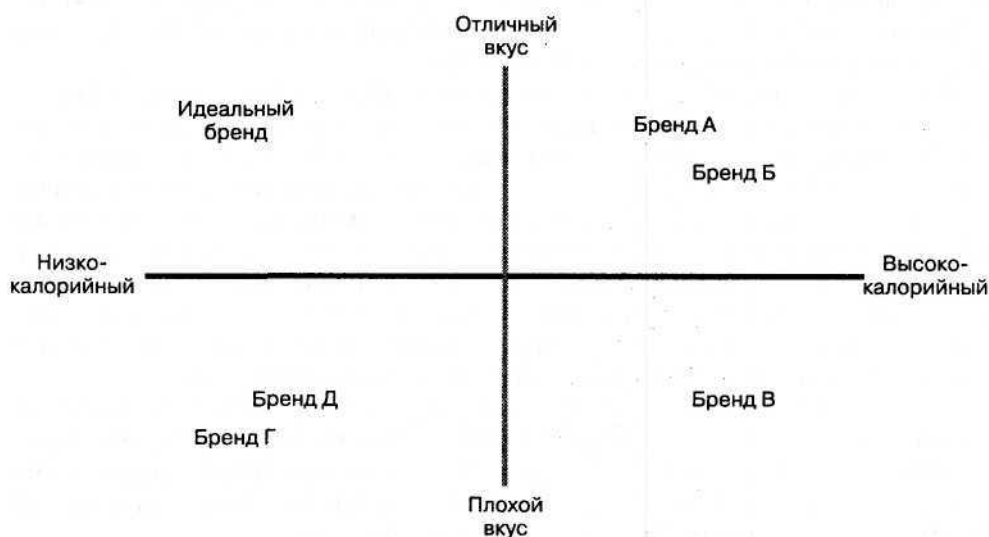 Отличный
вкус
Идеальный
бренд
Бренд А
Бренд Б
Низко-
калорийный
Высоко-
калорийный
Бренд Д
Бренд В
Бренд Г
Плохой
вкус